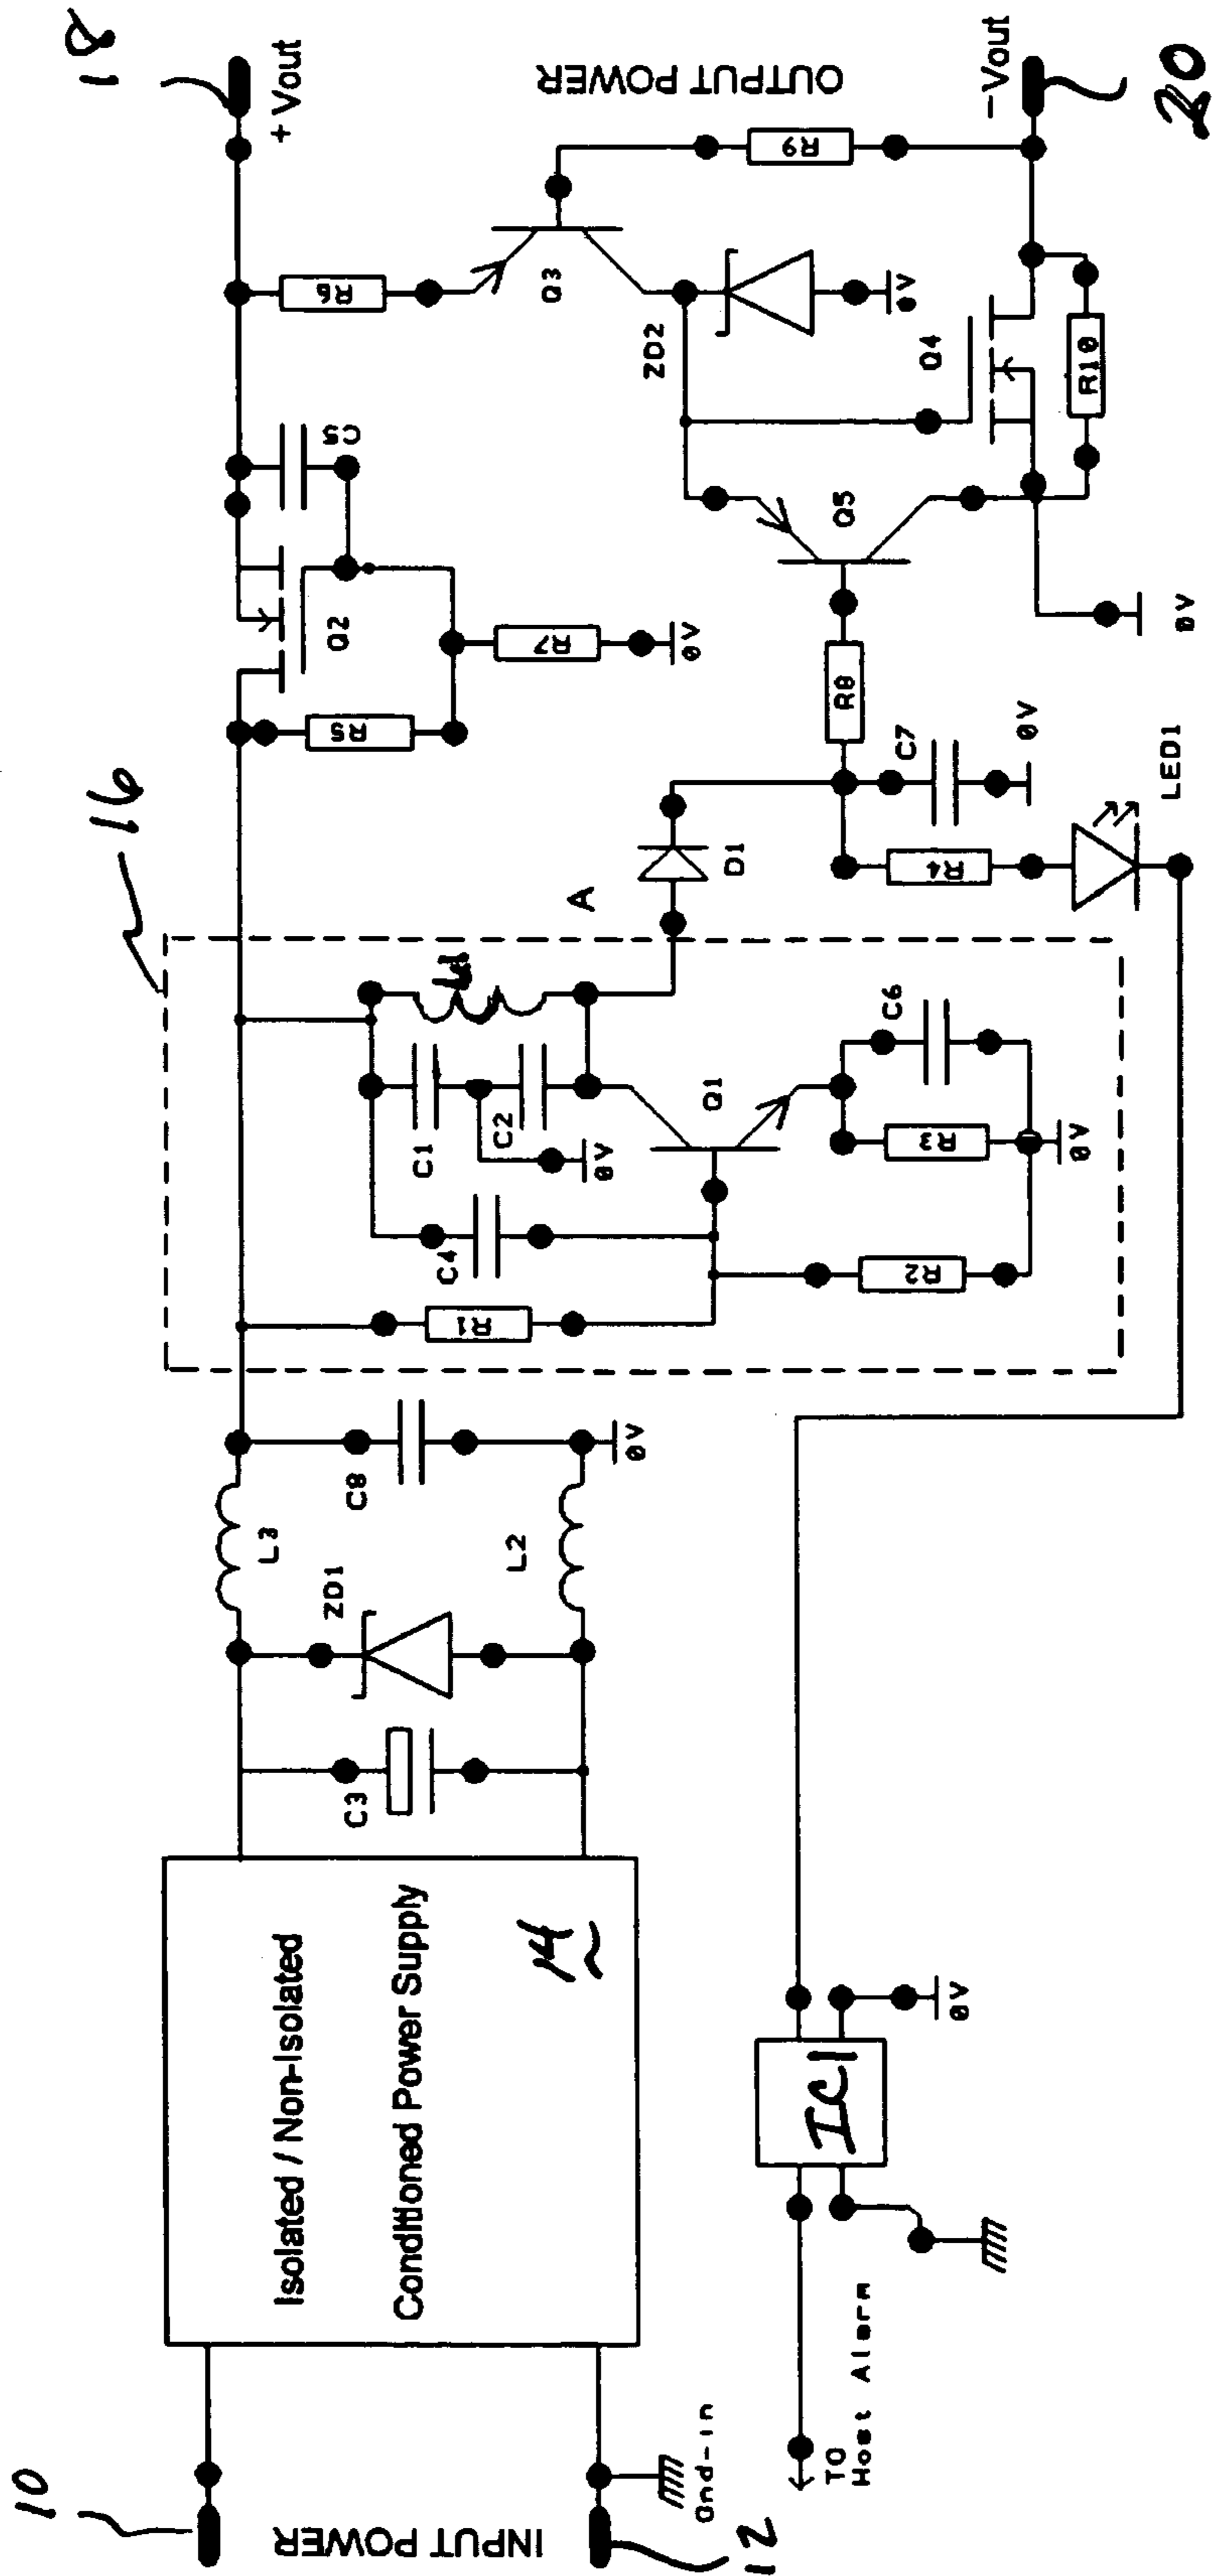 10
INPUT POWER
12
Gnd-in
Isolated / Non-Isolated
Conditioned Power Supply
14
C3
ZD1
L3
L2
C8
0V
16
R1
C4
C1
C2
0V
Q1
R2
R3
C6
0V
A
D1
R5
Q2
C5
R7
0V
R8
C7
0V
R4
LED1
Q5
0V
Q4
R10
ZD2
0V
Q3
R6
R9
18
+Vout
OUTPUT POWER
-Vout
20
IC1
0V
TO
Host Alarm